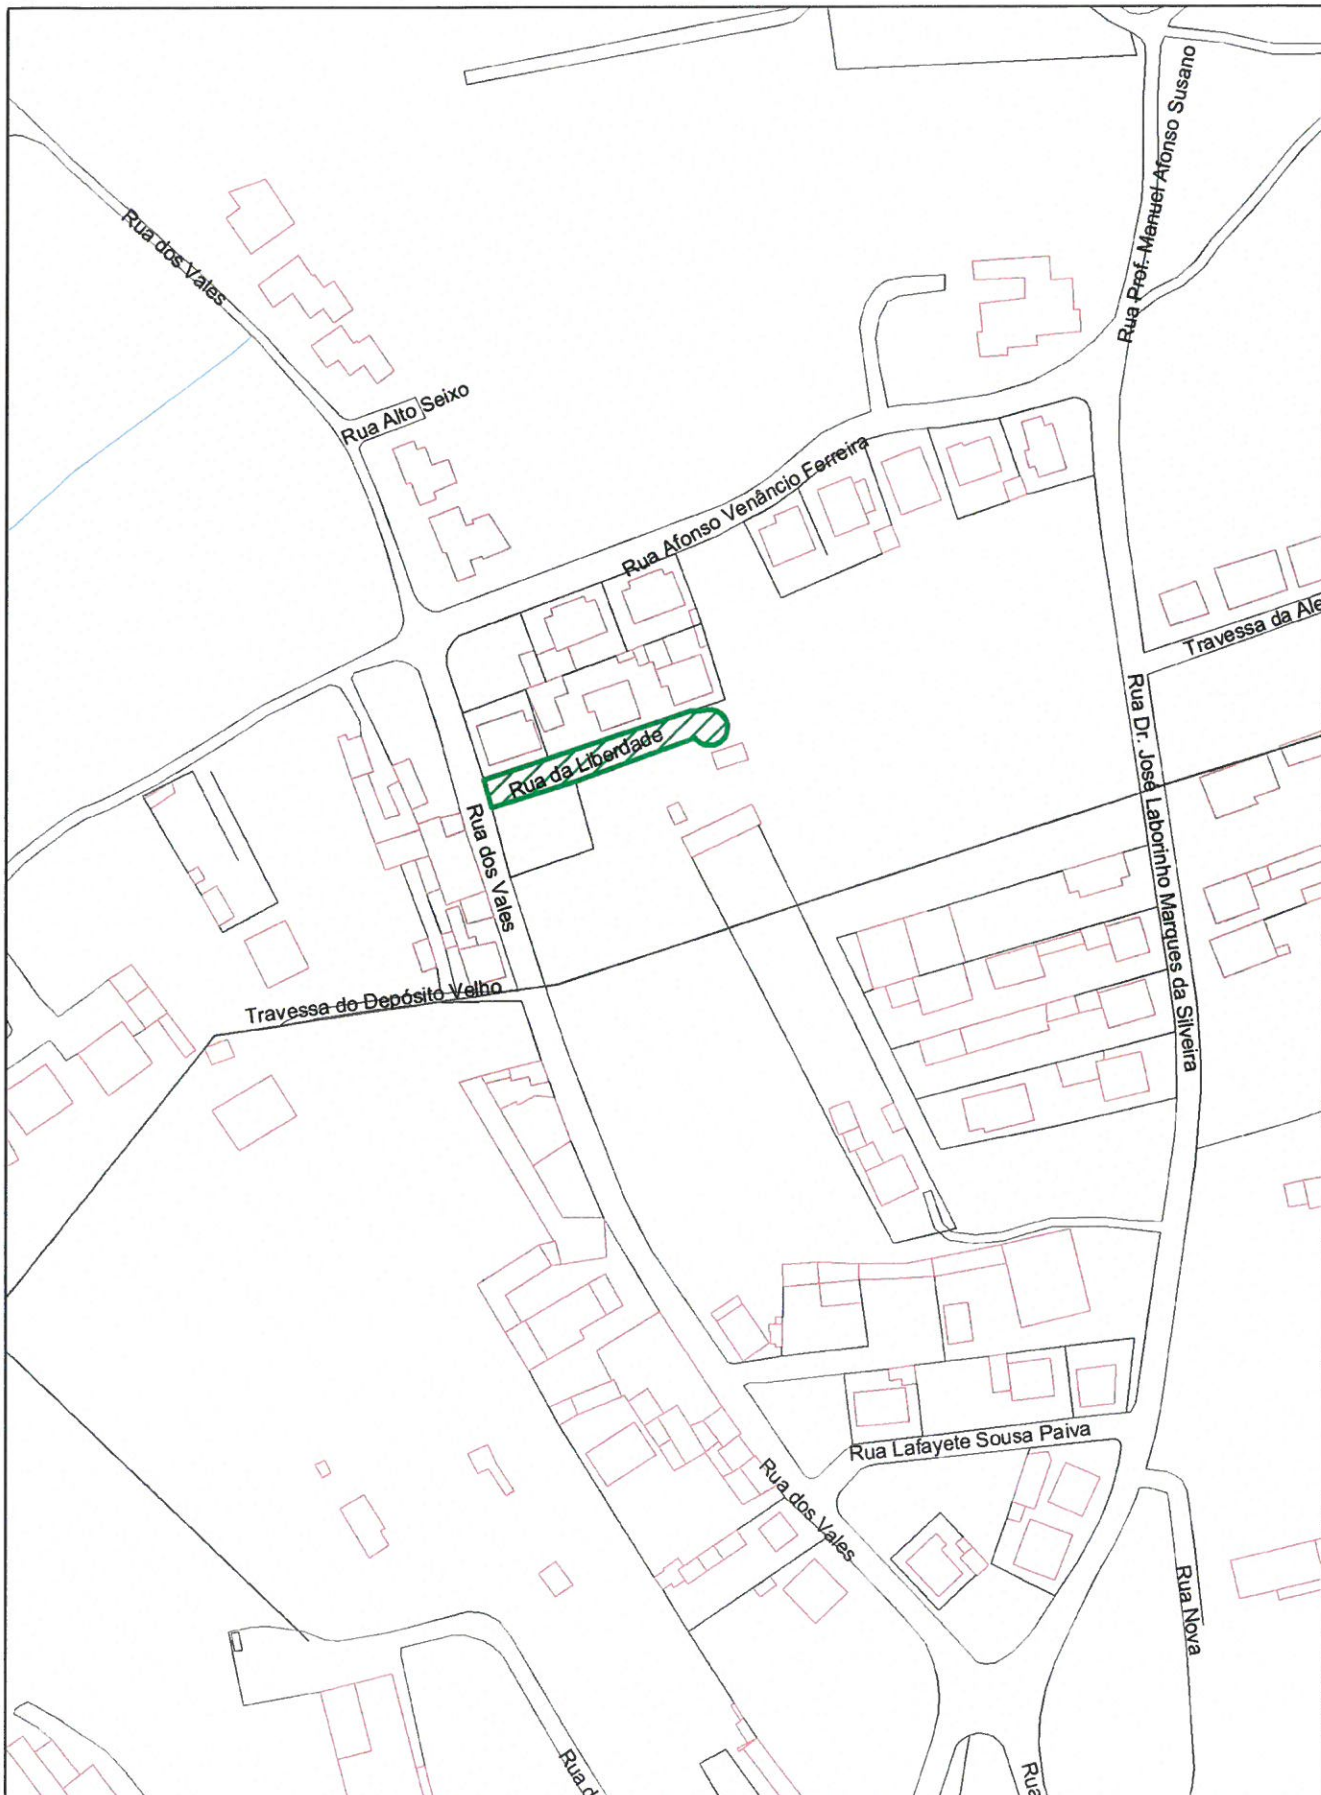 Rua Prof. Manuel Afonso Susano
Rua dos Vales
Rua Alto Seixo
Rua Afonso Venâncio Ferreira
Travessa da Ale
Rua da Liberdade
Rua Dr. José Laborinho Marques da Silveira
Rua dos Vales
Travessa do Depósito Velho
Rua Lafayete Sousa Paiva
Rua dos Vales
Rua Nova
Rua d
Rua